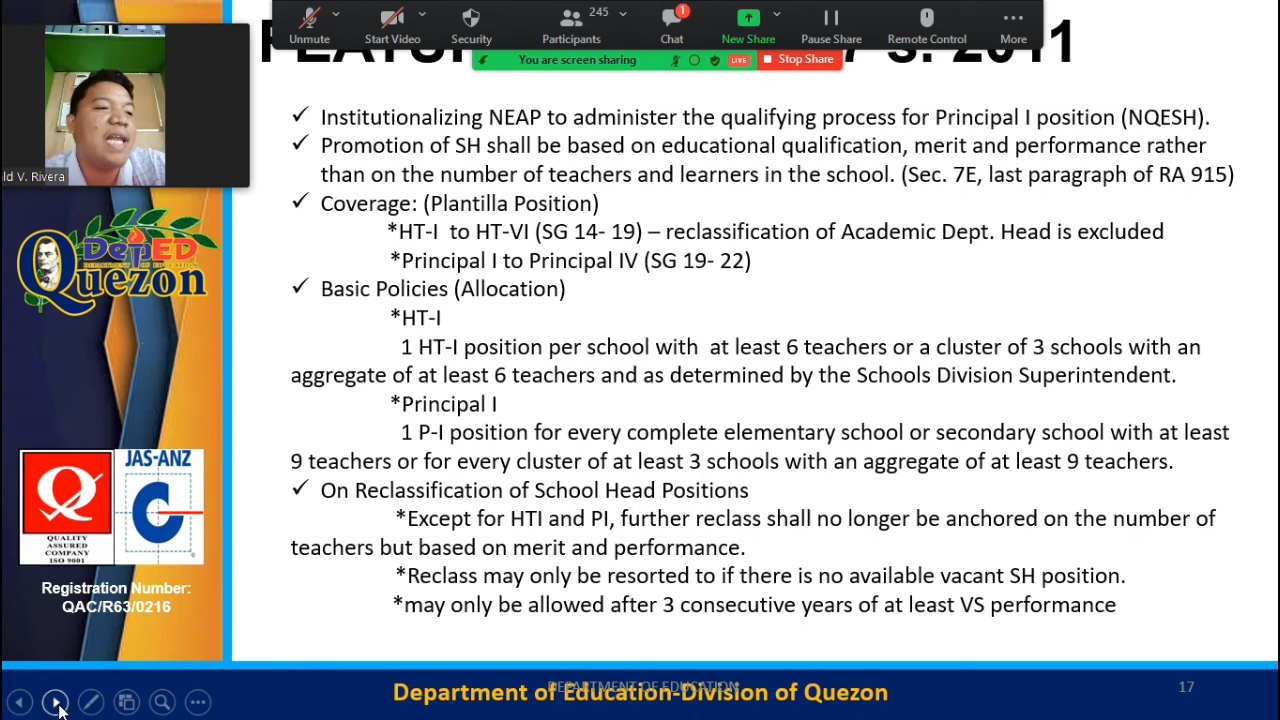 Unmute
Start Video
Security
245
Participants
1
Chat
New Share
Pause Share
Remote Control
More
s. 2011
You are screen sharing
LIVE
Stop Share
ld V. Rivera
✓ Institutionalizing NEAP to administer the qualifying process for Principal I position (NQESH).
✓ Promotion of SH shall be based on educational qualification, merit and performance rather
than on the number of teachers and learners in the school. (Sec. 7E, last paragraph of RA 915)
✓ Coverage: (Plantilla Position)
*HT-I to HT-VI (SG 14- 19) – reclassification of Academic Dept. Head is excluded
*Principal I to Principal IV (SG 19- 22)
✓ Basic Policies (Allocation)
*HT-I
1 HT-I position per school with at least 6 teachers or a cluster of 3 schools with an
aggregate of at least 6 teachers and as determined by the Schools Division Superintendent.
*Principal I
1 P-I position for every complete elementary school or secondary school with at least
9 teachers or for every cluster of at least 3 schools with an aggregate of at least 9 teachers.
✓ On Reclassification of School Head Positions
*Except for HTI and PI, further reclass shall no longer be anchored on the number of
teachers but based on merit and performance.
*Reclass may only be resorted to if there is no available vacant SH position.
*may only be allowed after 3 consecutive years of at least VS performance
DepED
Quezon
JAS-ANZ
QUALITY
ASSURED
COMPANY
ISO 9001
Registration Number:
QAC/R63/0216
DEPARTMENT OF EDUCATION
Department of Education-Division of Quezon
17